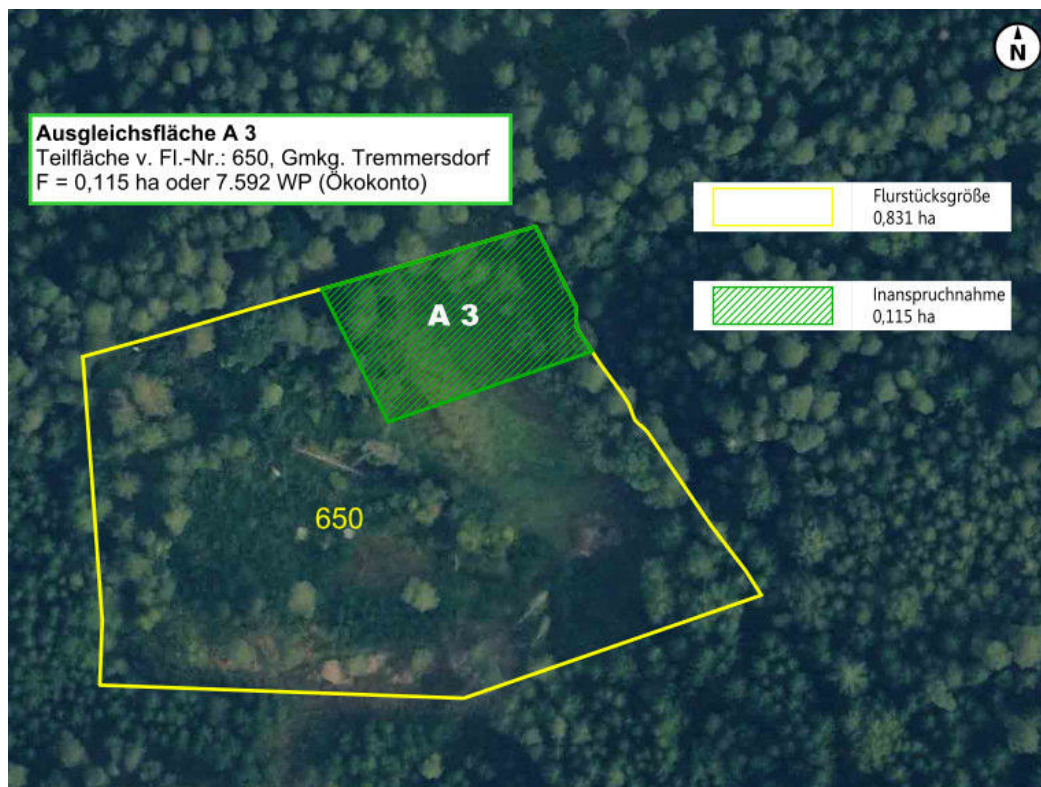 N
Ausgleichsfläche A 3
Teilfläche v. Fl.-Nr.: 650, Gmkg. Tremmersdorf
F = 0,115 ha oder 7.592 WP (Ökokonto)
Flurstücksgröße
0,831 ha
Inanspruchnahme
0,115 ha
A 3
650